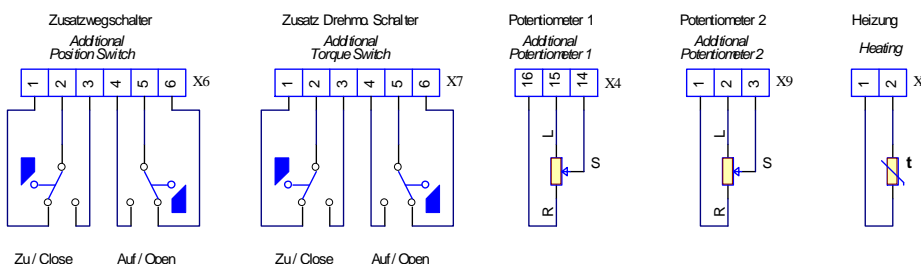 Zusatzwegschalter
Additional
Position Switch
1 2 3 4 5 6 X6
Zu / Close Auf / Open
Zusatz Drehmo. Schalter
Additional
Torque Switch
1 2 3 4 5 6 X7
Zu / Close Auf / Open
Potentiometer 1
Additional
Potentiometer 1
16 15 14 X4
L
S
R
Potentiometer 2
Additional
Potentiometer 2
1 2 3 X9
L
S
R
Heizung
Heating
1 2 X
t